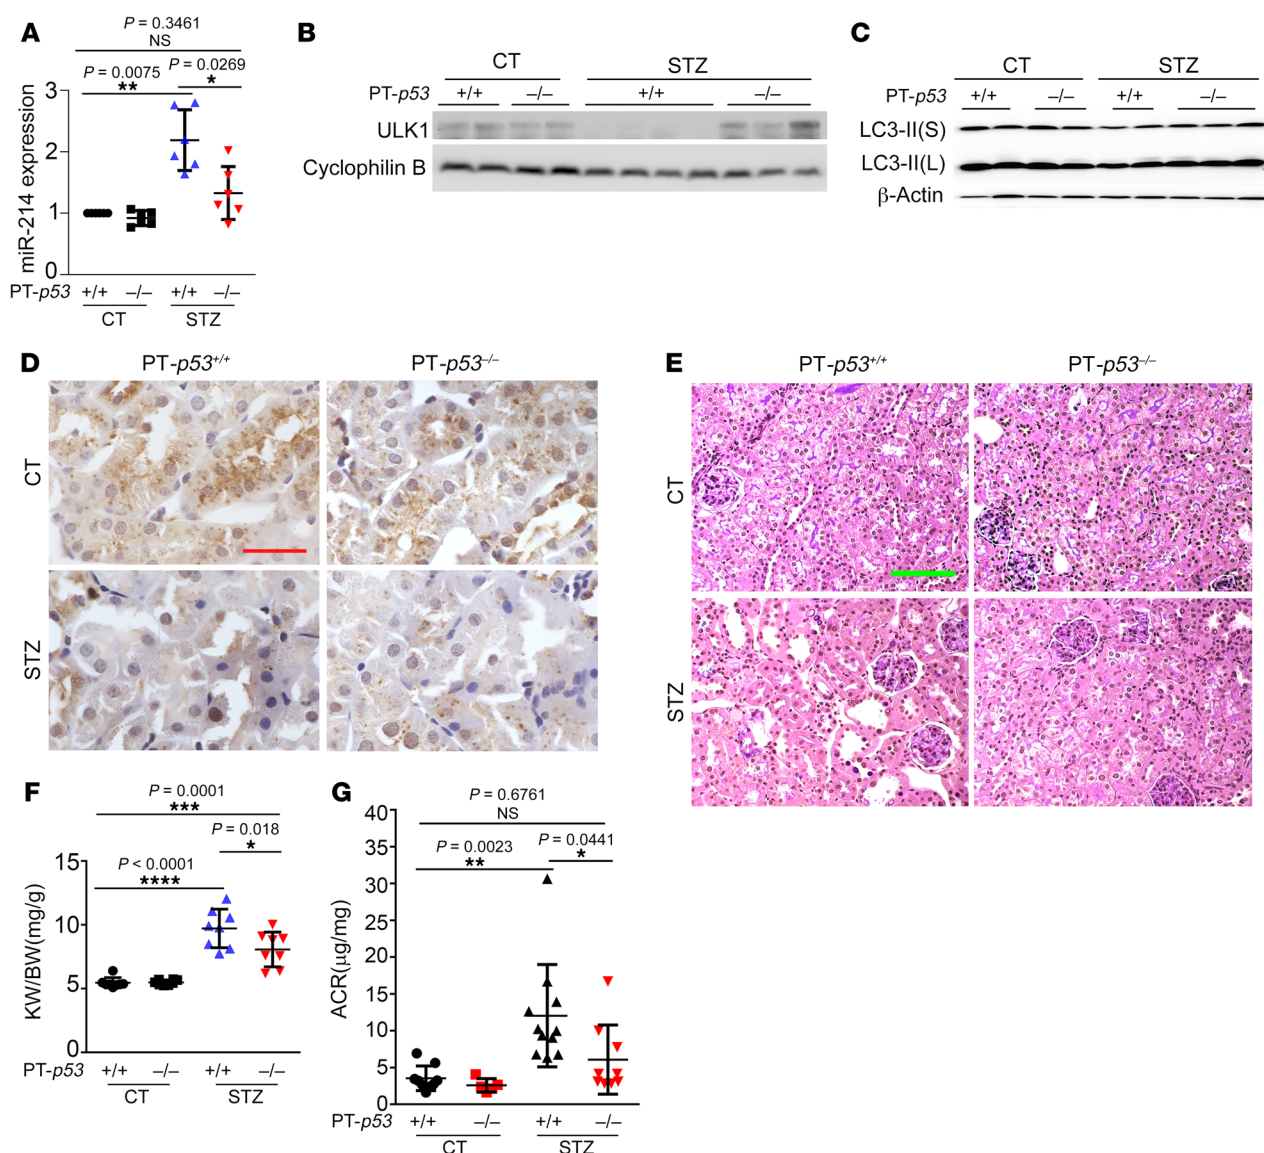 A
P = 0.3461
NS
P = 0.0075
**
P = 0.0269
*
miR-214 expression
3
2
1
0
PT-p53 +/+ –/– +/+ –/–
CT STZ
B
CT STZ
PT-p53 +/+ –/– +/+ –/–
ULK1
Cyclophilin B
C
CT STZ
PT-p53 +/+ –/– +/+ –/–
LC3-II(S)
LC3-II(L)
β-Actin
D
PT-p53+/+ PT-p53–/–
CT
STZ
E
PT-p53+/+ PT-p53–/–
CT
STZ
F
P = 0.0001
***
P = 0.018
*
P < 0.0001
****
KW/BW(mg/g)
15
10
5
0
PT-p53 +/+ –/– +/+ –/–
CT STZ
G
P = 0.6761
NS
P = 0.0023
**
P = 0.0441
*
ACR(μg/mg)
40
35
30
25
20
15
10
5
0
PT-p53 +/+ –/– +/+ –/–
CT STZ